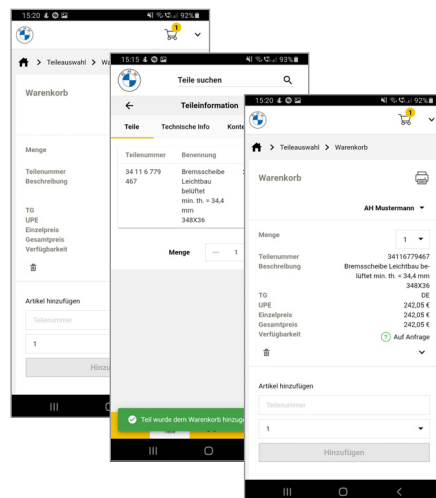 15:20
92%
1
Teileauswahl
Warenkorb
Menge
Teilenummer
Beschreibung
TG
UPE
Einzelpreis
Gesamtpreis
Verfügbarkeit
Artikel hinzufügen
Teilenummer
1
15:15
93%
Teile suchen
Teileinformation
Teile Technische Info
Teilenummer Benennung
34 11 6 779 Bremsscheibe
467 Leichtbau
belüftet
min. th. = 34,4
mm
348X36
Menge 1
Teil wurde dem Warenkorb
15:20 92%
1
Teileauswahl > Warenkorb
Warenkorb
AH Mustermann
Menge 1
Teilenummer 34116779467
Beschreibung Bremsscheibe Leichtbau be-
lüftet min. th. = 34,4 mm
348X36
TG DE
UPE 242,05 €
Einzelpreis 242,05 €
Gesamtpreis 242,05 €
Verfügbarkeit ? Auf Anfrage
Artikel hinzufügen
Teilenummer
1
Hinzufügen